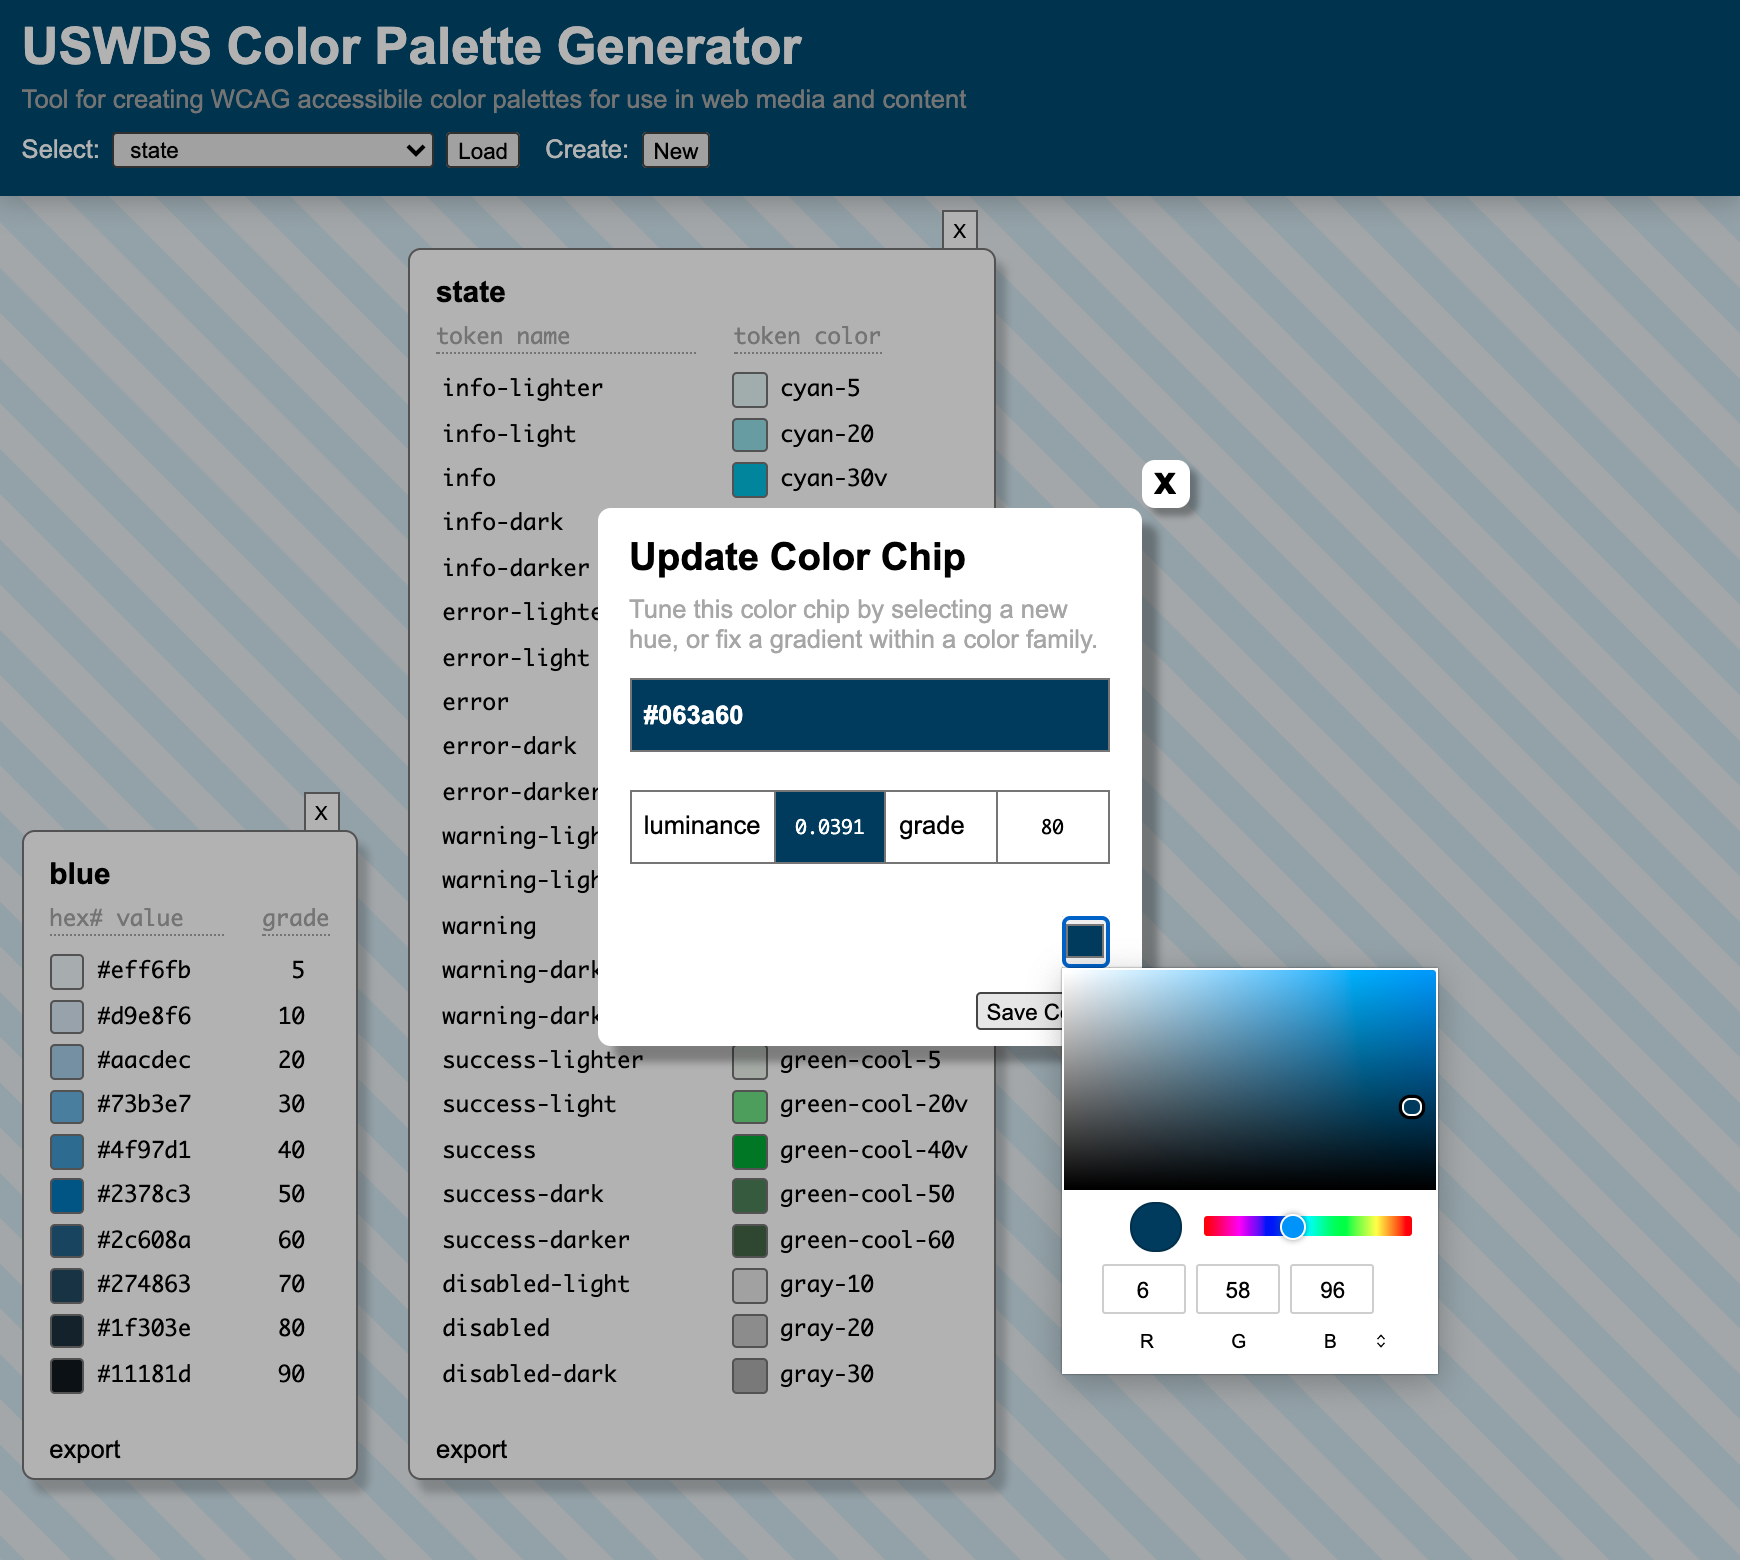 USWDS Color Palette Generator
Tool for creating WCAG accessibile color palettes for use in web media and content
Select: state Load Create: New
X
state
token name token color
info-lighter cyan-5
info-light cyan-20
info cyan-30v
info-dark
info-darker
error-lighte
error-light
error
error-dark
error-darker
warning-ligh
warning-ligh
warning
warning-dark
warning-dark
success-lighter green-cool-5
success-light green-cool-20v
success green-cool-40v
success-dark green-cool-50
success-darker green-cool-60
disabled-light gray-10
disabled gray-20
disabled-dark gray-30
export
X
blue
hex# value grade
#eff6fb 5
#d9e8f6 10
#aacdec 20
#73b3e7 30
#4f97d1 40
#2378c3 50
#2c608a 60
#274863 70
#1f303e 80
#11181d 90
export
X
Update Color Chip
Tune this color chip by selecting a new
hue, or fix a gradient within a color family.
#063a60
luminance 0.0391 grade 80
Save C
6 58 96
R G B